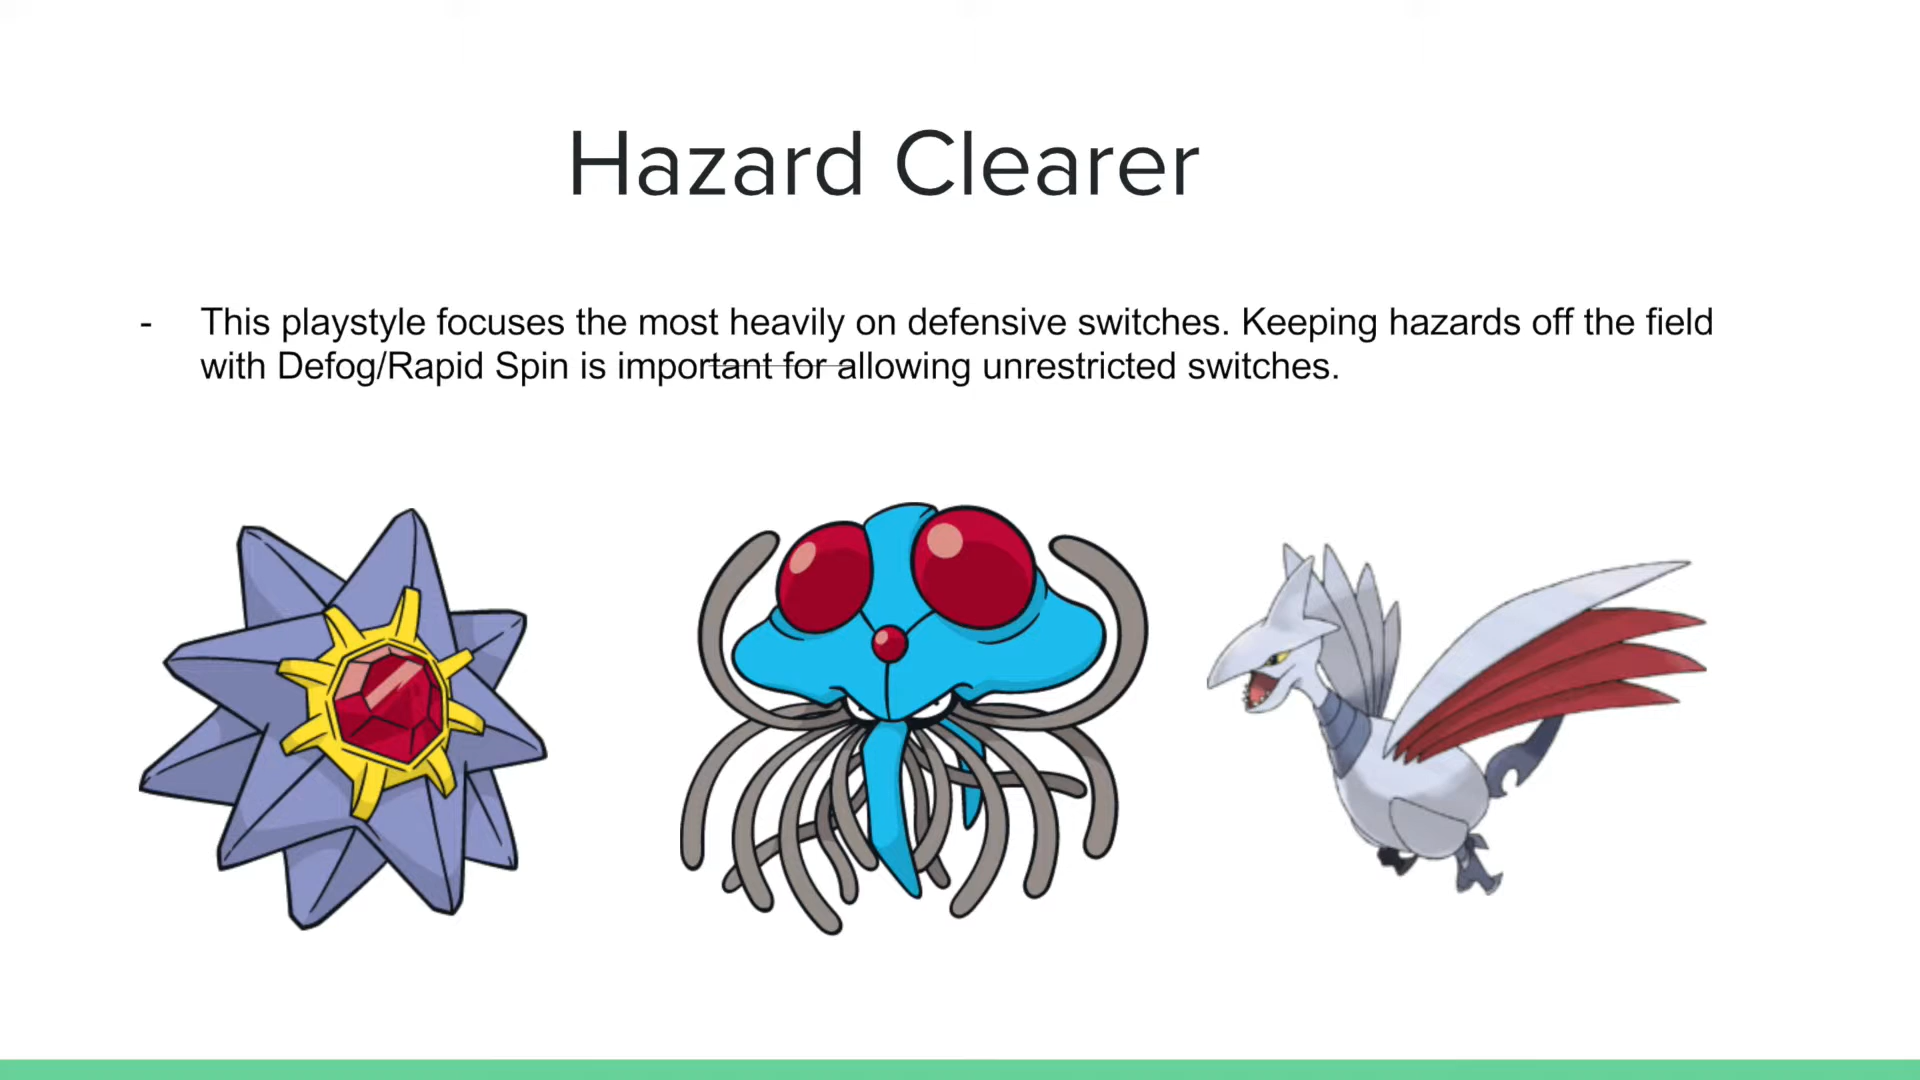 Hazard Clearer
- This playstyle focuses the most heavily on defensive switches. Keeping hazards off the field
with Defog/Rapid Spin is important for allowing unrestricted switches.